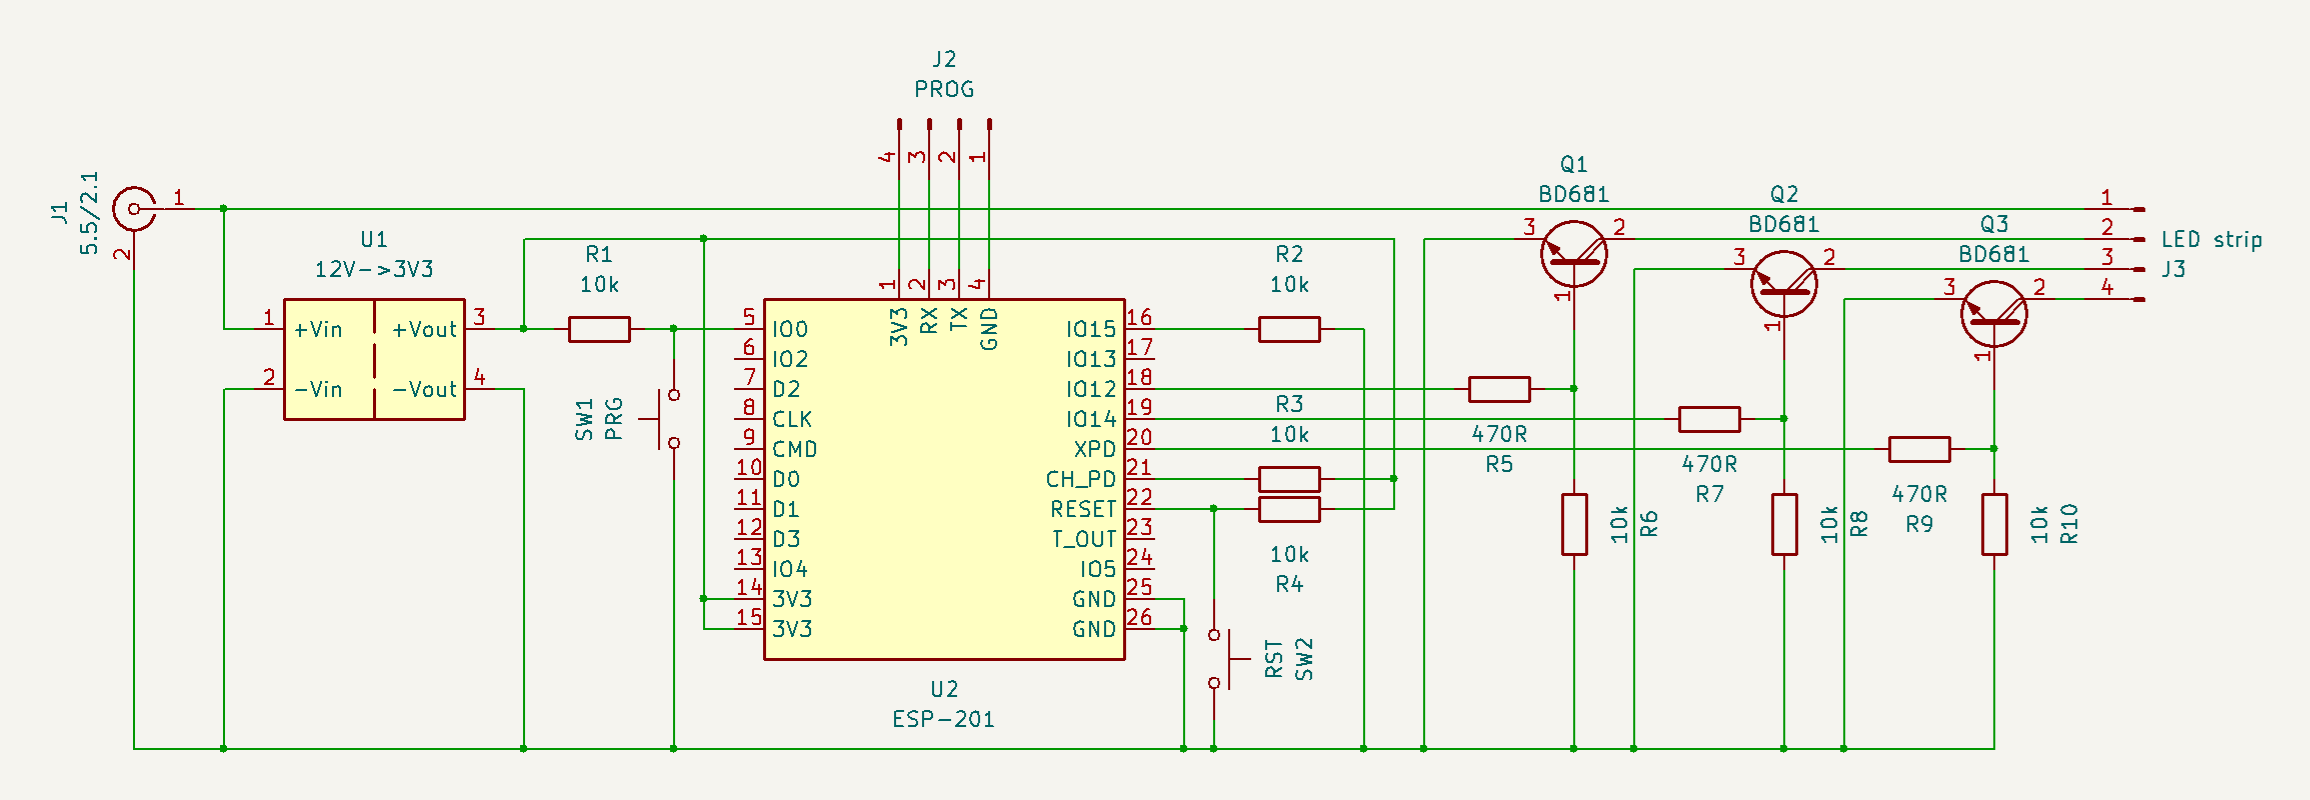 J2
PROG
4
3
2
1
J1
5.5/2.1
1
2
U1
12V->3V3
1
+Vin
+Vout
3
2
-Vin
-Vout
4
R1
10k
SW1
PRG
1
2
3
4
3V3
RX
TX
GND
5
IO0
6
IO2
7
D2
8
CLK
9
CMD
10
D0
11
D1
12
D3
13
IO4
14
3V3
15
3V3
IO15
16
IO13
17
IO12
18
IO14
19
XPD
20
CH_PD
21
RESET
22
T_OUT
23
IO5
24
GND
25
GND
26
U2
ESP-201
R2
10k
R3
10k
10k
R4
RST
SW2
Q1
BD681
3
2
1
Q2
BD681
3
2
1
Q3
BD681
3
2
1
470R
R5
10k
R6
470R
R7
10k
R8
470R
R9
10k
R10
1
2
3
4
LED strip
J3